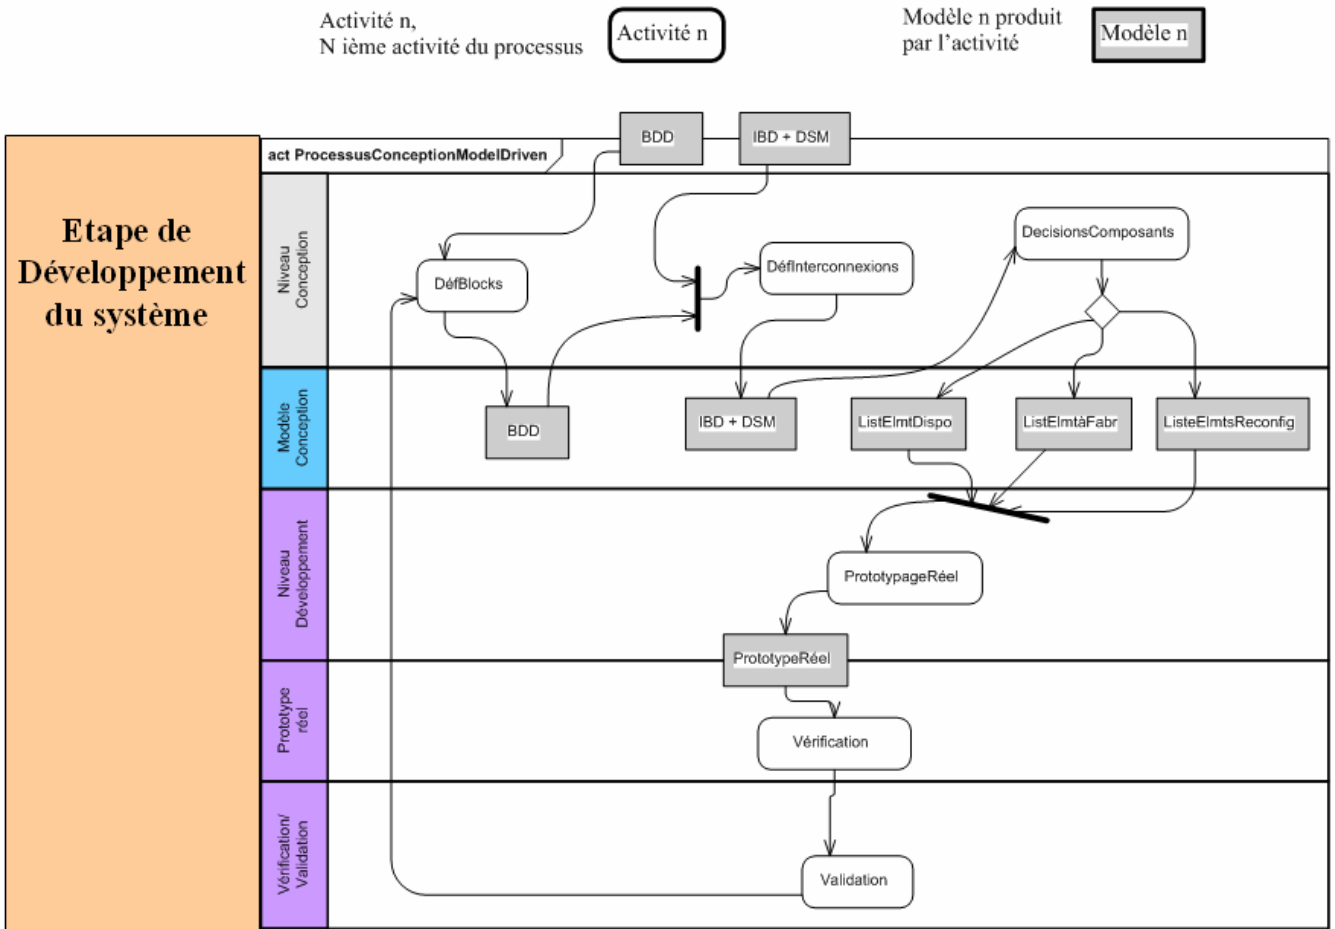 Activité n,
N ième activité du processus
Activité n
Modèle n produit
par l'activité
Modèle n
Etape de
Développement
du système
act ProcessusConceptionModelDriven
BDD
IBD + DSM
Niveau
Conception
DéfBlocks
DéfInterconnexions
DecisionsComposants
Modèle
Conception
BDD
IBD + DSM
ListElmtDispo
ListElmtàFabr
ListeElmtsReconfig
Niveau
Développement
PrototypageRéel
PrototypeRéel
Prototype
réel
Vérification
Vérification/
Validation
Validation